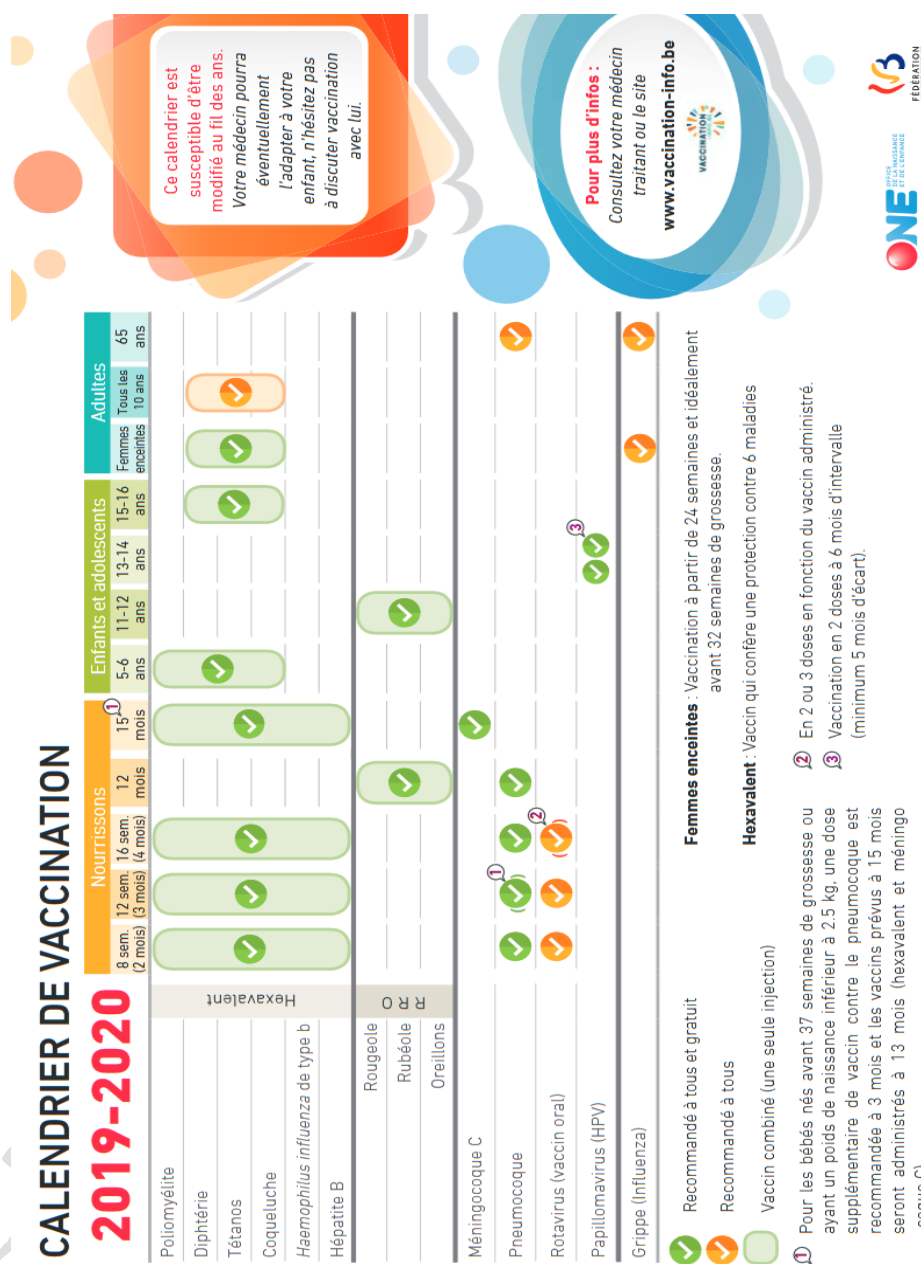 CALENDRIER DE VACCINATION
2019-2020
Nourrissons
Enfants et adolescents
Adultes
8 sem.
(2 mois)
12 sem.
(3 mois)
16 sem.
(4 mois)
12
mois
15
mois
1
5-6
ans
11-12
ans
13-14
ans
15-16
ans
Femmes
enceintes
Tous les
10 ans
65
ans
Poliomyélite
Diphtérie
Tétanos
Coqueluche
Haemophilus influenza de type b
Hépatite B
Hexavalent
Rougeole
Rubéole
Oreillons
R R O
Méningocoque C
Pneumocoque
1
Rotavirus (vaccin oral)
2
Papillomavirus (HPV)
3
Grippe (Influenza)
Recommandé à tous et gratuit
Recommandé à tous
Vaccin combiné (une seule injection)
Femmes enceintes : Vaccination à partir de 24 semaines et idéalement
avant 32 semaines de grossesse.
Hexavalent : Vaccin qui confère une protection contre 6 maladies
1 Pour les bébés nés avant 37 semaines de grossesse ou
ayant un poids de naissance inférieur à 2.5 kg, une dose
supplémentaire de vaccin contre le pneumocoque est
recommandée à 3 mois et les vaccins prévus à 15 mois
seront administrés à 13 mois (hexavalent et méningo
coque C)
2 En 2 ou 3 doses en fonction du vaccin administré.
3 Vaccination en 2 doses à 6 mois d'intervalle
(minimum 5 mois d'écart).
Ce calendrier est
susceptible d'être
modifié au fil des ans.
Votre médecin pourra
éventuellement
l'adapter à votre
enfant, n'hésitez pas
à discuter vaccination
avec lui.
Pour plus d'infos :
Consultez votre médecin
traitant ou le site
www.vaccination-info.be
VACCINATION
ONE
OFFICE
DE LA NAISSANCE
ET DE L'ENFANCE
FÉDÉRATION